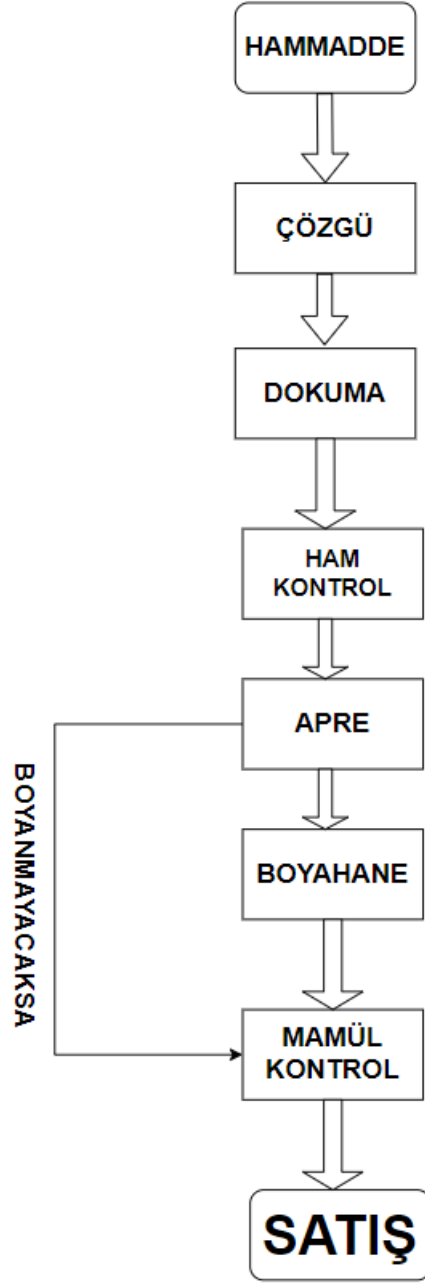 HAMMADDE
ÇÖZGÜ
DOKUMA
HAM
KONTROL
APRE
BOYANMAYACAKSA
BOYAHANE
MAMÜL
KONTROL
SATIŞ